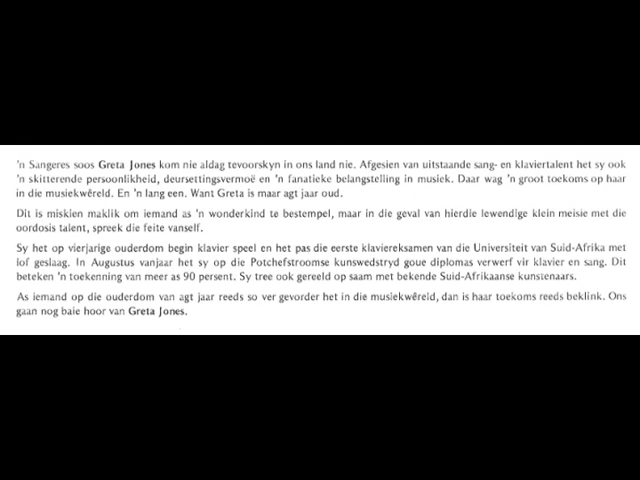 'n Sangeres soos Greta Jones kom nie aldag tevoorskyn in ons land nie. Afgesien van uitstaande sang- en klaviertalent het sy ook
'n skitterende persoonlikheid, deursettingsvermoë en 'n fanatieke belangstelling in musiek. Daar wag 'n groot toekoms op haar
in die musiekwêreld. En 'n lang een. Want Greta is maar agt jaar oud.
Dit is miskien maklik om iemand as 'n wonderkind te bestempel, maar in die geval van hierdie lewendige klein meisie met die
oordosis talent, spreek die feite vanself.
Sy het op vierjarige ouderdom begin klavier speel en het pas die eerste klaviereksamen van die Universiteit van Suid-Afrika met
lof geslaag. In Augustus vanjaar het sy op die Potchefstroomse kunswedstryd goue diplomas verwerf vir klavier en sang. Dit
beteken 'n toekenning van meer as 90 persent. Sy tree ook gereeld op saam met bekende Suid-Afrikaanse kunstenaars.
As iemand op die ouderdom van agt jaar reeds so ver gevorder het in die musiekwêreld, dan is haar toekoms reeds beklink. Ons
gaan nog baie hoor van Greta Jones.